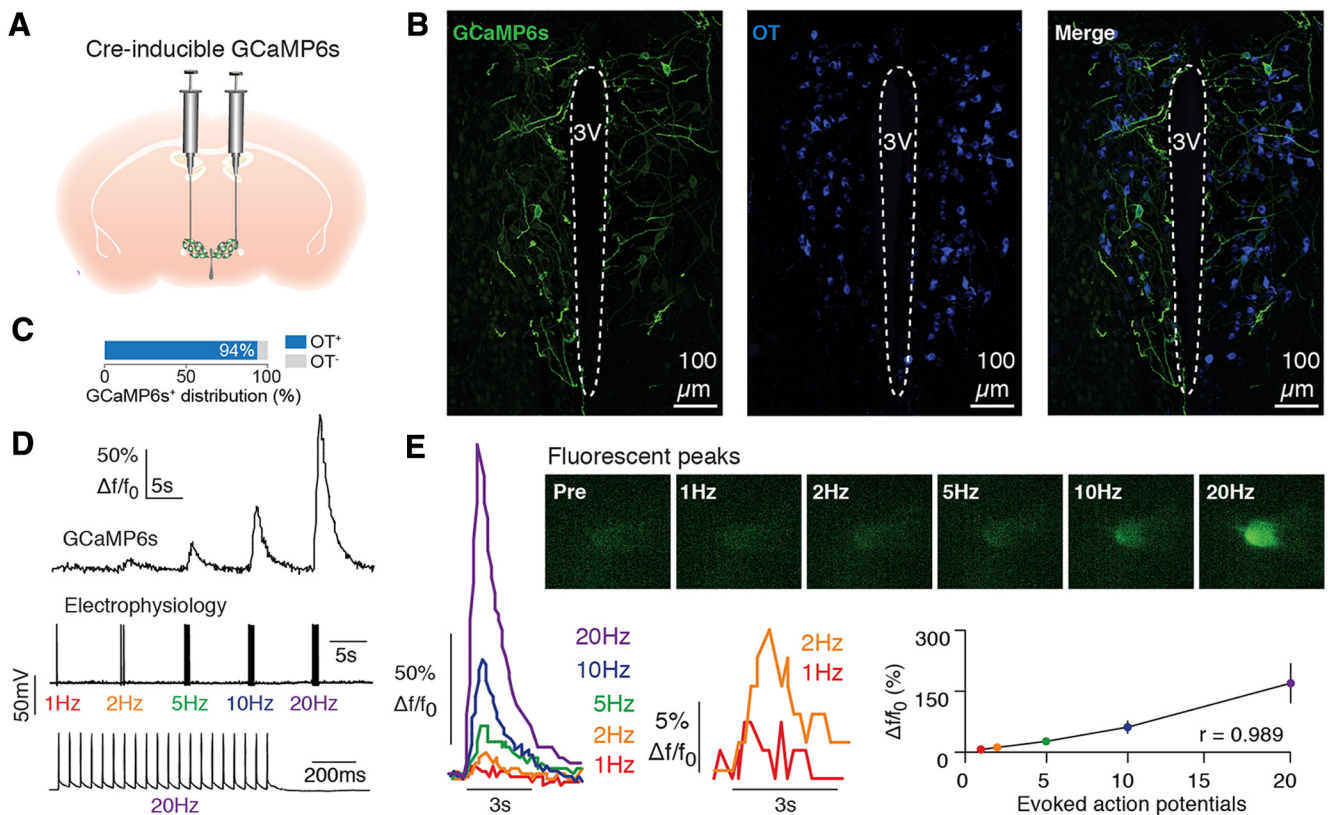 A
Cre-inducible GCaMP6s
B
GCaMP6s
3V
100
µm
OT
3V
100
µm
Merge
3V
100
µm
C
94%
OT+
OT-
0
50
100
GCaMP6s+ distribution (%)
D
50%
Δf/f0
5s
GCaMP6s
Electrophysiology
5s
50mV
1Hz
2Hz
5Hz
10Hz
20Hz
200ms
20Hz
E
Fluorescent peaks
Pre
1Hz
2Hz
5Hz
10Hz
20Hz
50%
Δf/f0
3s
20Hz
10Hz
5Hz
2Hz
1Hz
2Hz
1Hz
5%
Δf/f0
3s
300
150
0
Δf/f0 (%)
r = 0.989
0
5
10
15
20
Evoked action potentials